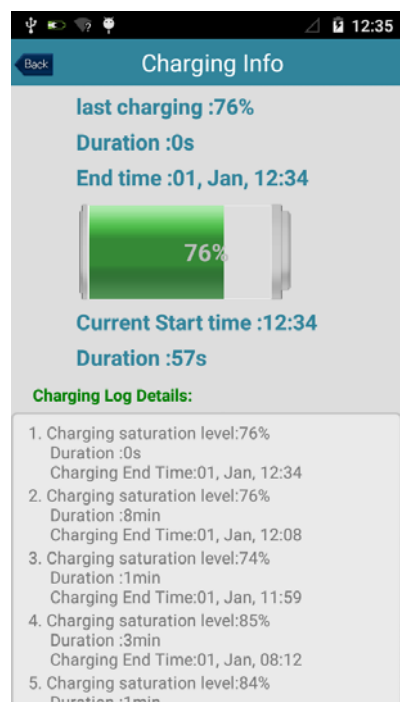 12:35
Back
Charging Info
last charging :76%
Duration :0s
End time :01, Jan, 12:34
76%
Current Start time :12:34
Duration :57s
Charging Log Details:
1. Charging saturation level:76%
Duration :0s
Charging End Time:01, Jan, 12:34
2. Charging saturation level:76%
Duration :8min
Charging End Time:01, Jan, 12:08
3. Charging saturation level:74%
Duration :1min
Charging End Time:01, Jan, 11:59
4. Charging saturation level:85%
Duration :3min
Charging End Time:01, Jan, 08:12
5. Charging saturation level:84%
Duration :1min